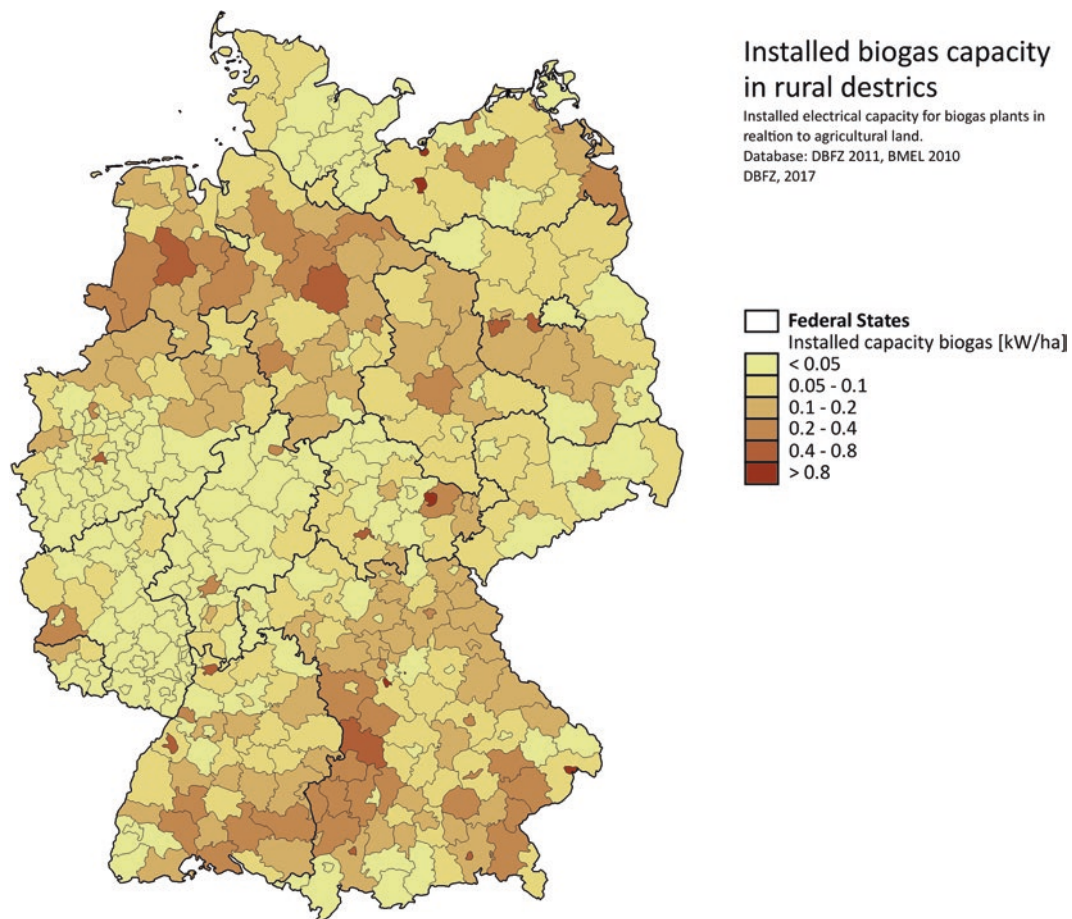 Installed biogas capacity
in rural destrics
Installed electrical capacity for biogas plants in
realtion to agricultural land.
Database: DBFZ 2011, BMEL 2010
DBFZ, 2017
Federal States
Installed capacity biogas [kW/ha]
< 0.05
0.05 - 0.1
0.1 - 0.2
0.2 - 0.4
0.4 - 0.8
> 0.8